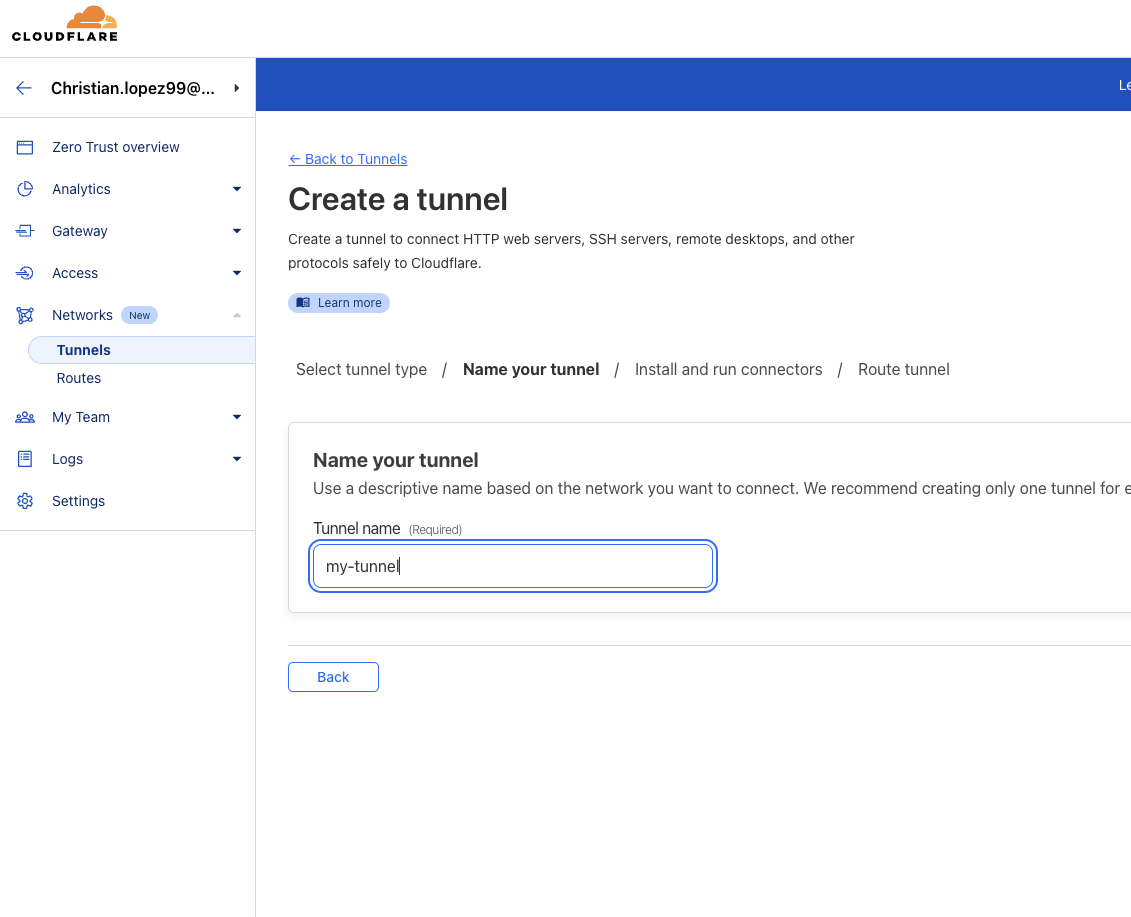 CLOUDFLARE
Christian.lopez99@...
Zero Trust overview
Analytics
Gateway
Access
Networks New
Tunnels
Routes
My Team
Logs
Settings
← Back to Tunnels
Create a tunnel
Create a tunnel to connect HTTP web servers, SSH servers, remote desktops, and other
protocols safely to Cloudflare.
Learn more
Select tunnel type / Name your tunnel / Install and run connectors / Route tunnel
Name your tunnel
Use a descriptive name based on the network you want to connect. We recommend creating only one tunnel for
Tunnel name (Required)
my-tunnel
Back